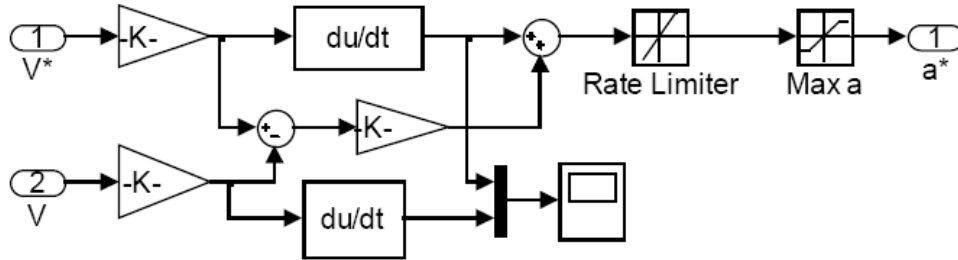 1
V*
-K-
du/dt
+
+
Rate Limiter
Max a
1
a*
+
-
-K-
2
V
-K-
du/dt